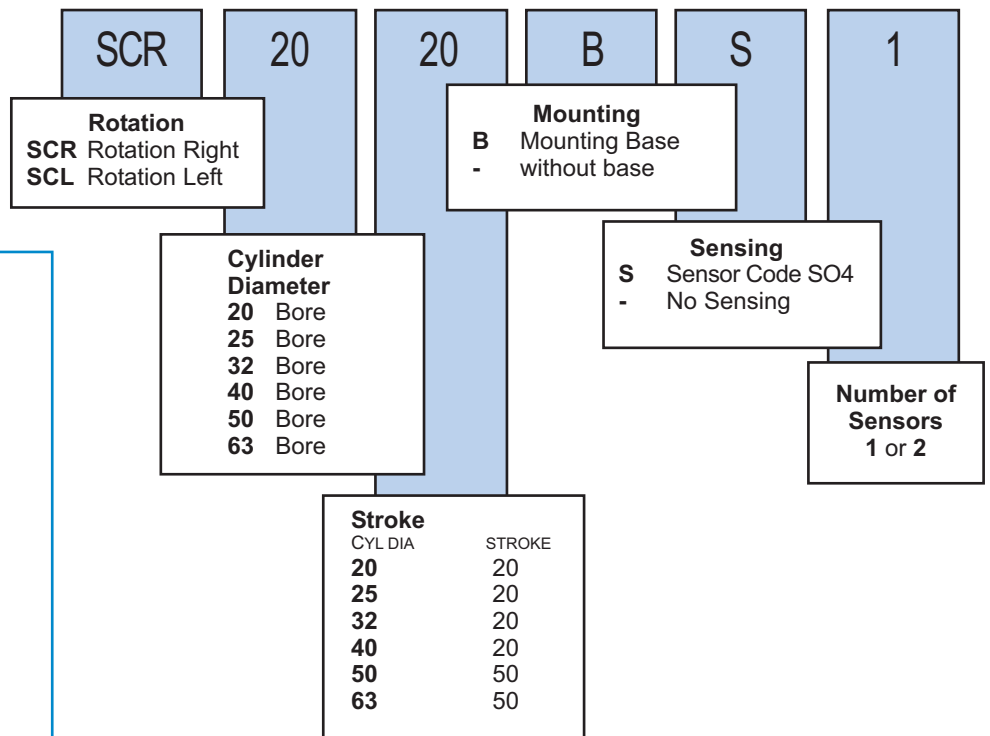 SCR 20 20 B S 1
Rotation
SCR Rotation Right
SCL Rotation Left
Mounting
B Mounting Base
- without base
Cylinder
Diameter
20 Bore
25 Bore
32 Bore
40 Bore
50 Bore
63 Bore
Sensing
S Sensor Code SO4
- No Sensing
Number of
Sensors
1 or 2
Stroke
CYL DIA STROKE
20 20
25 20
32 20
40 20
50 50
63 50